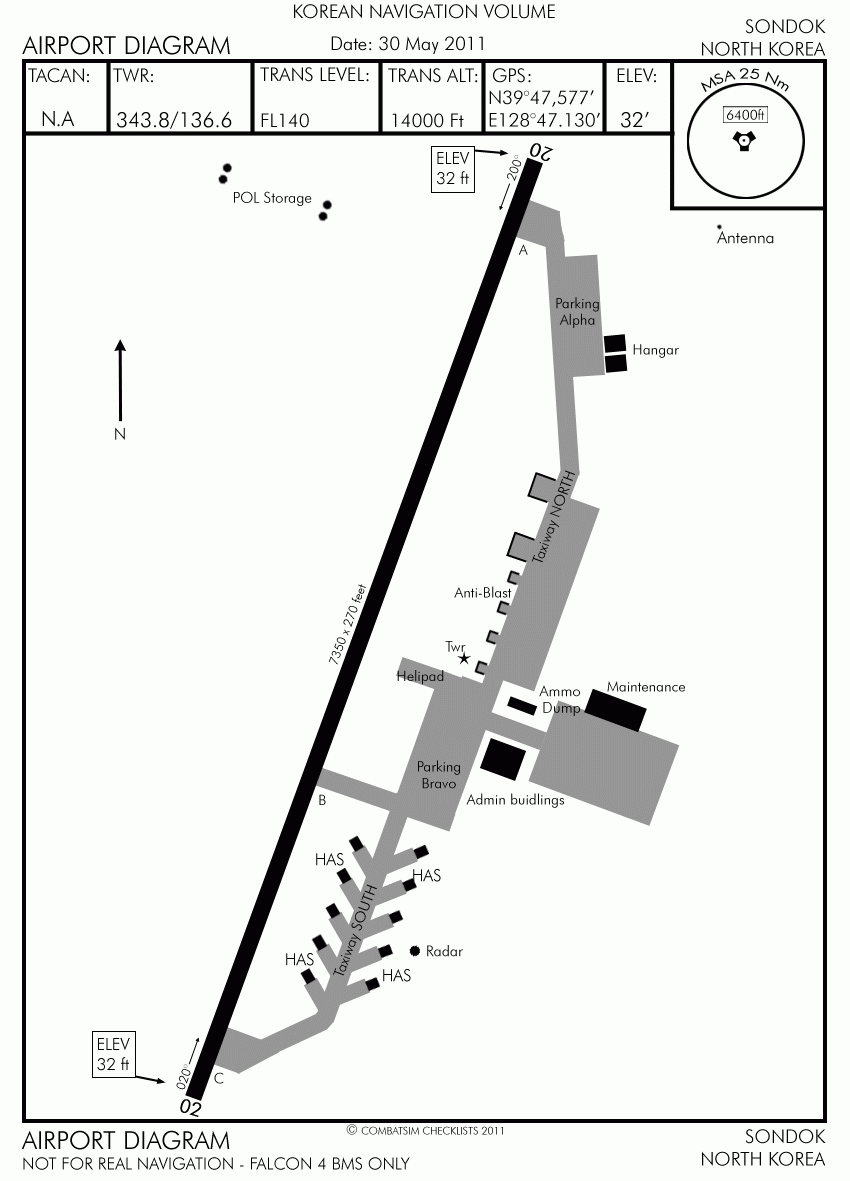 KOREAN NAVIGATION VOLUME
AIRPORT DIAGRAM
Date: 30 May 2011
SONDOK
NORTH KOREA
TACAN:
N.A
TWR:
343.8/136.6
TRANS LEVEL:
FL140
TRANS ALT:
14000 Ft
GPS:
N39°47,577'
E128°47.130'
ELEV:
32'
MSA 25 Nm
6400ft
ELEV
32 ft
20
200°
POL Storage
Antenna
A
Parking
Alpha
Hangar
N
Taxiway NORTH
7350 x 270 feet
Anti-Blast
Twr
Helipad
Ammo
Dump
Maintenance
Parking
Bravo
Admin buidlings
B
HAS
HAS
Taxiway SOUTH
Radar
HAS
HAS
ELEV
32 ft
020°
C
02
© COMBATSIM CHECKLISTS 2011
AIRPORT DIAGRAM
NOT FOR REAL NAVIGATION - FALCON 4 BMS ONLY
SONDOK
NORTH KOREA